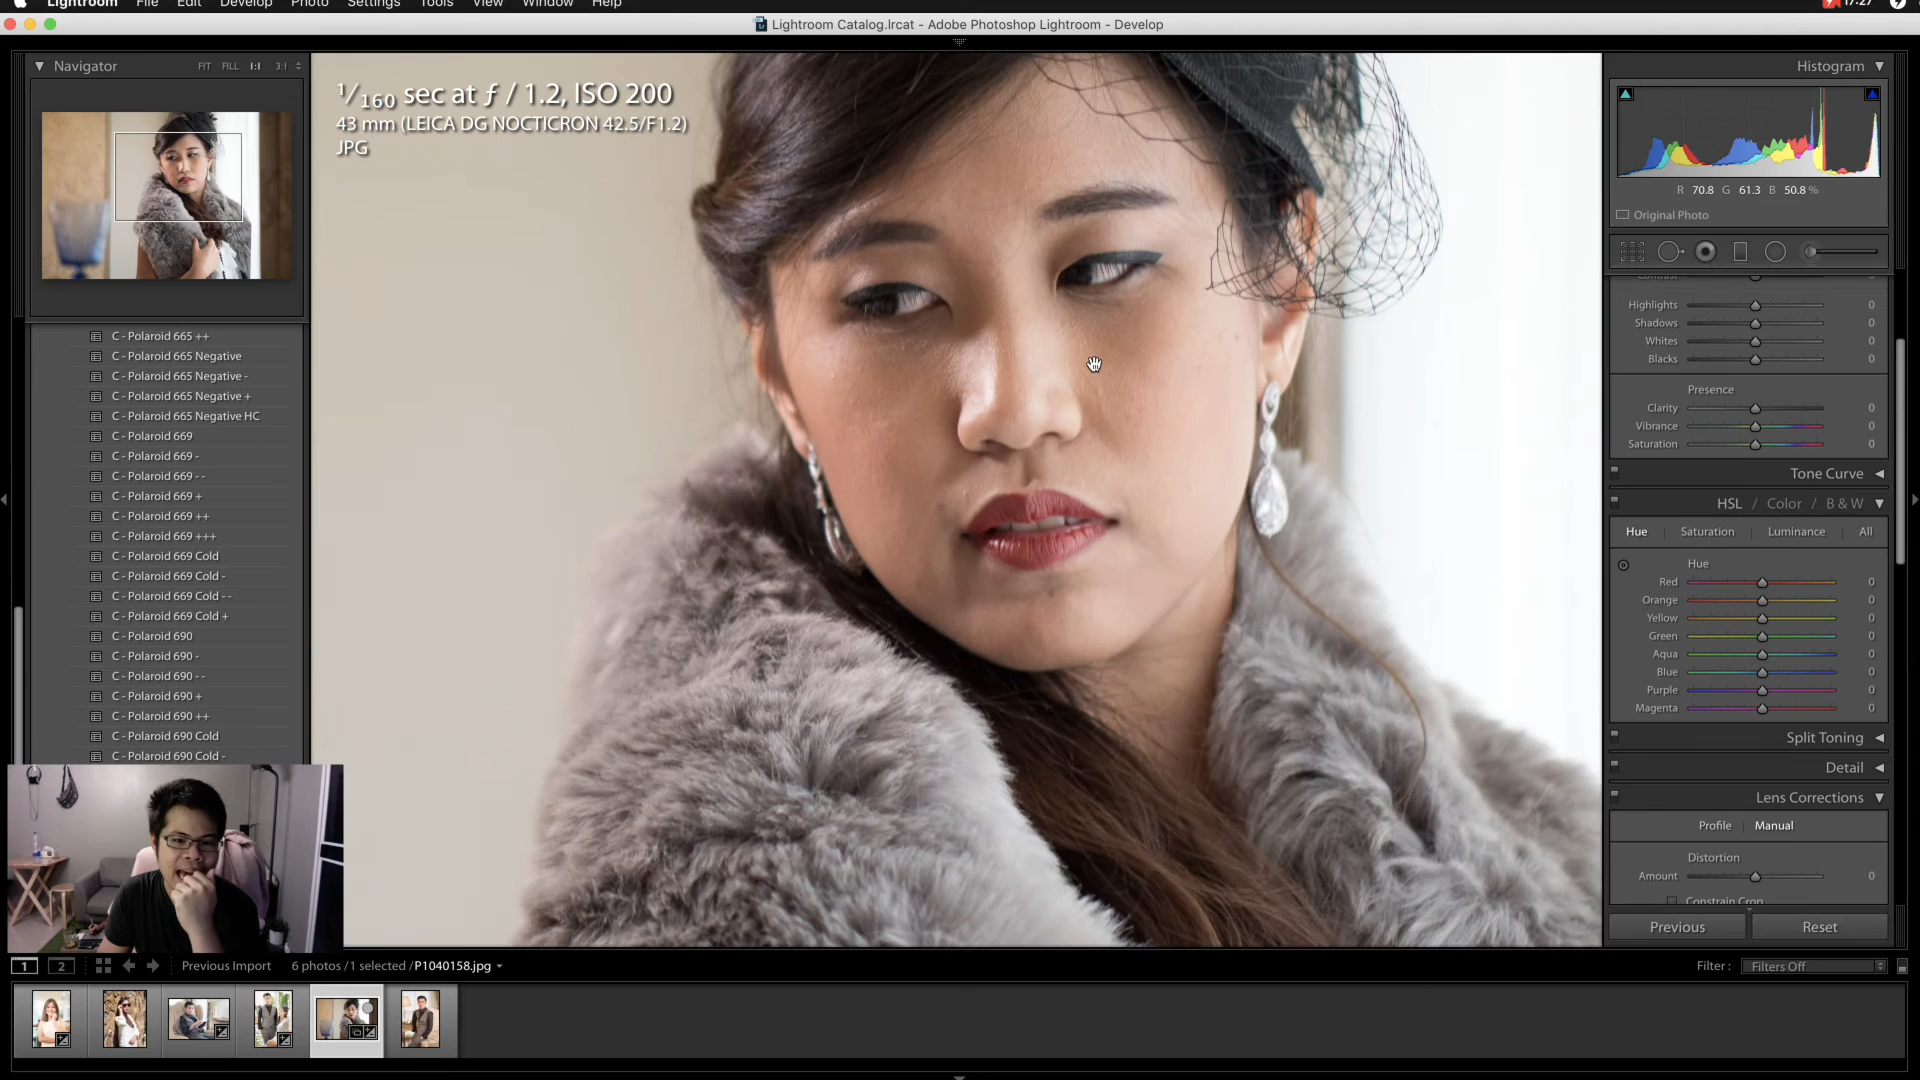 Lightroom File Edit Develop Photo Settings Tools View Window Help
17:27
Lightroom Catalog.lrcat - Adobe Photoshop Lightroom - Develop
Navigator FIT FILL 1:1 3:1
C - Polaroid 665 ++
C - Polaroid 665 Negative
C - Polaroid 665 Negative -
C - Polaroid 665 Negative +
C - Polaroid 665 Negative HC
C - Polaroid 669
C - Polaroid 669 -
C - Polaroid 669 - -
C - Polaroid 669 +
C - Polaroid 669 ++
C - Polaroid 669 +++
C - Polaroid 669 Cold
C - Polaroid 669 Cold -
C - Polaroid 669 Cold - -
C - Polaroid 669 Cold +
C - Polaroid 690
C - Polaroid 690 -
C - Polaroid 690 - -
C - Polaroid 690 +
C - Polaroid 690 ++
C - Polaroid 690 Cold
C - Polaroid 690 Cold -
1/160 sec at ƒ / 1.2, ISO 200
43 mm (LEICA DG NOCTICRON 42.5/F1.2)
JPG
Histogram
R 70.8 G 61.3 B 50.8 %
Original Photo
Contrast
Highlights 0
Shadows 0
Whites 0
Blacks 0
Presence
Clarity 0
Vibrance 0
Saturation 0
Tone Curve
HSL / Color / B & W
Hue Saturation Luminance All
Hue
Red 0
Orange 0
Yellow 0
Green 0
Aqua 0
Blue 0
Purple 0
Magenta 0
Split Toning
Detail
Lens Corrections
Profile Manual
Distortion
Amount 0
Constrain Crop
Previous Reset
1 2 Previous Import 6 photos /1 selected /P1040158.jpg
Filter : Filters Off